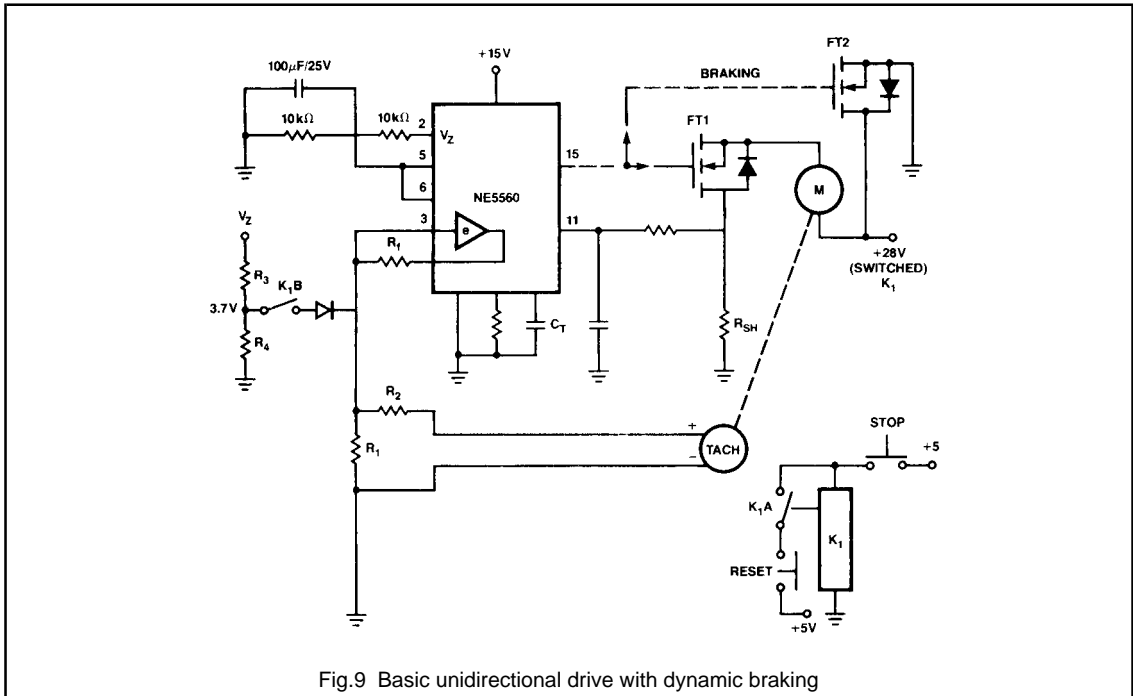 +15V
FT2
100μF/25V
BRAKING
10kΩ
10kΩ
2
VZ
FT1
5
15
6
NE5560
M
3
11
e
VZ
Rf
+28V
(SWITCHED)
K1
R3
K1B
3.7V
CT
RSH
R4
R2
STOP
+
+5
R1
TACH
−
K1A
K1
RESET
+5V
Fig.9 Basic unidirectional drive with dynamic braking